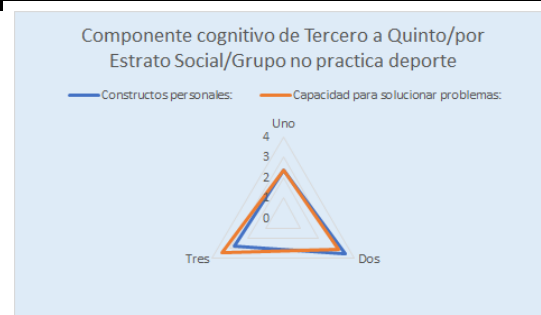 Componente cognitivo de Tercero a Quinto/por
Estrato Social/Grupo no practica deporte
Constructos personales: Capacidad para solucionar problemas:
Uno
4
3
2
1
0
Tres Dos